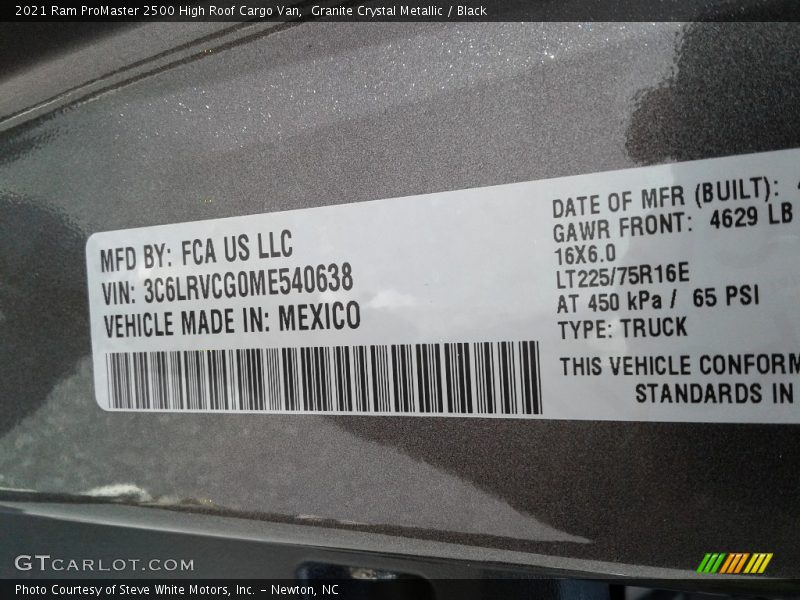 2021 Ram ProMaster 2500 High Roof Cargo Van, Granite Crystal Metallic / Black
MFD BY: FCA US LLC
VIN: 3C6LRVCG0ME540638
VEHICLE MADE IN: MEXICO
DATE OF MFR (BUILT):
GAWR FRONT: 4629 LB
16X6.0
LT225/75R16E
AT 450 kPa / 65 PSI
TYPE: TRUCK
THIS VEHICLE CONFORM
STANDARDS IN
GTCARLOT.COM
Photo Courtesy of Steve White Motors, Inc. – Newton, NC